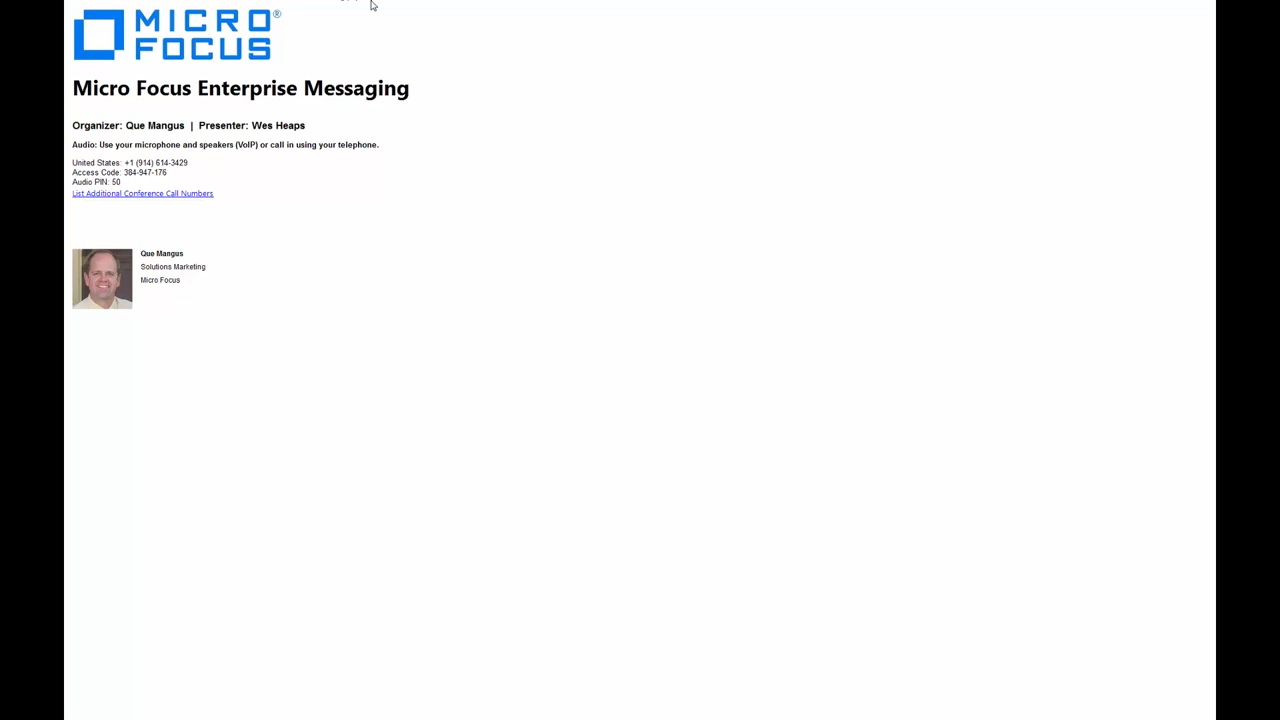 MICRO
FOCUS®
Micro Focus Enterprise Messaging
Organizer: Que Mangus | Presenter: Wes Heaps
Audio: Use your microphone and speakers (VoIP) or call in using your telephone.
United States: +1 (914) 614-3429
Access Code: 384-947-176
Audio PIN: 50
List Additional Conference Call Numbers
Que Mangus
Solutions Marketing
Micro Focus